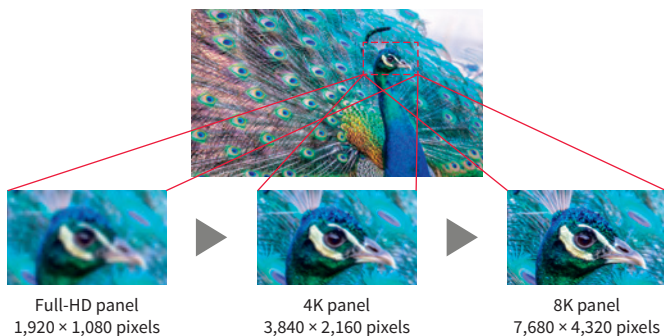 Full-HD panel
1,920 × 1,080 pixels
4K panel
3,840 × 2,160 pixels
8K panel
7,680 × 4,320 pixels